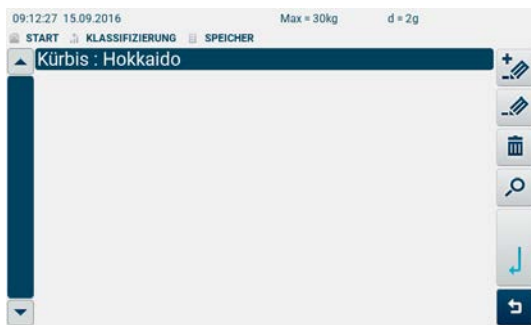 09:12:27 15.09.2016 Max = 30kg d = 2g
START KLASSIFIZIERUNG SPEICHER
Kürbis : Hokkaido